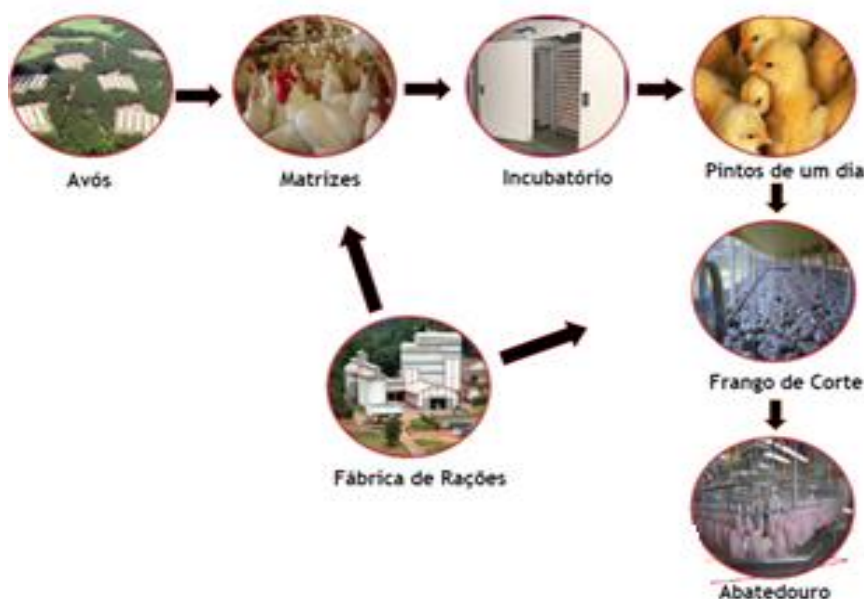 Avós
Matrizes
Incubatório
Pintos de um dia
Frango de Corte
Fábrica de Rações
Abatedouro